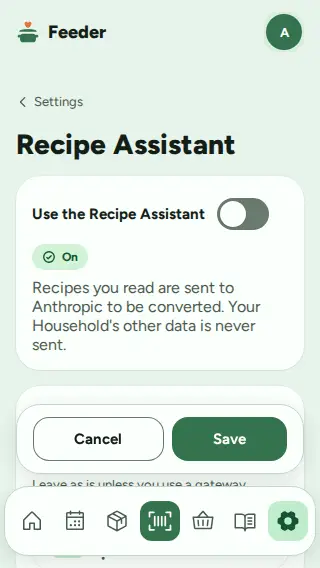 Feeder
A
Settings
Recipe Assistant
Use the Recipe Assistant
On
Recipes you read are sent to
Anthropic to be converted. Your
Household's other data is never
sent.
Cancel
Save
Leave as is unless you use a gateway.